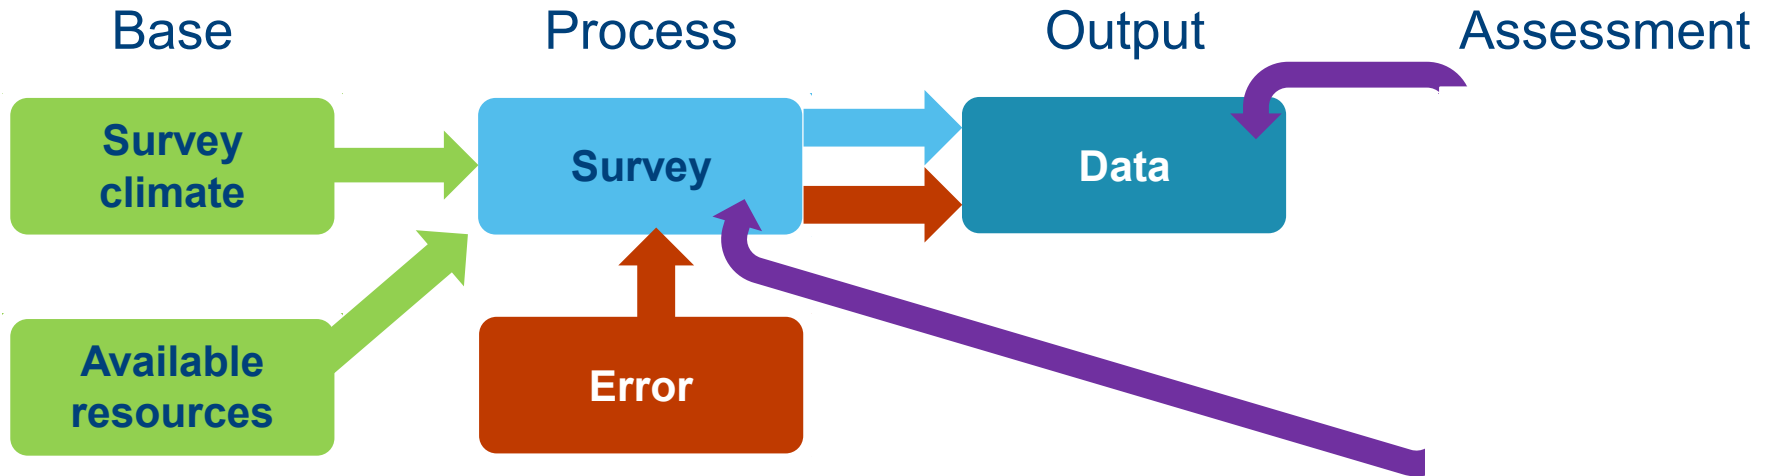 Base
Process
Output
Assessment
Survey
climate
Survey
Data
Available
resources
Error